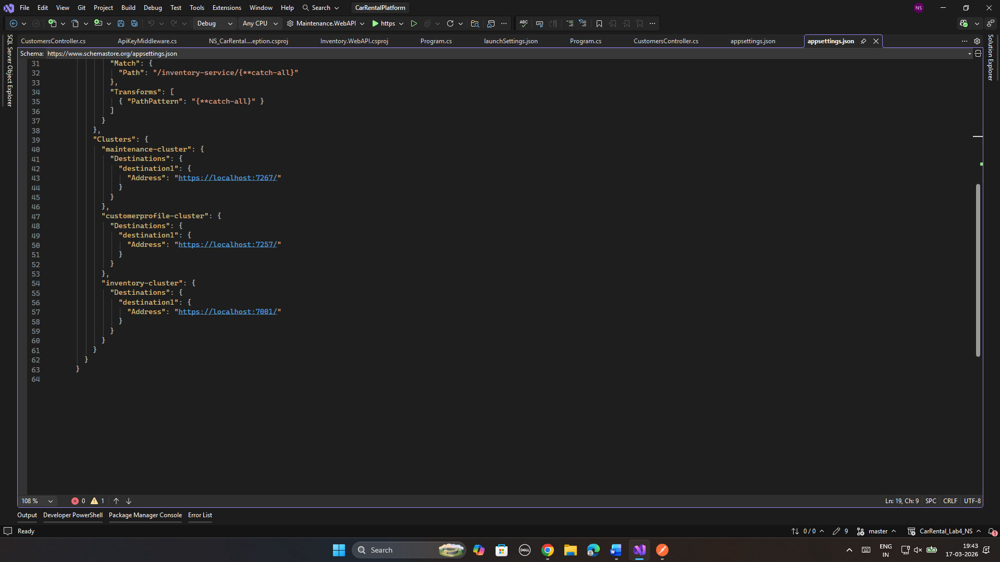 File Edit View Git Project Build Debug Test Tools Extensions Window Help Search CarRentalPlatform NS
Debug Any CPU Maintenance.WebAPI https ABC
CustomersController.cs ApiKeyMiddleware.cs NS_CarRental....eption.csproj Inventory.WebAPI.csproj Program.cs launchSettings.json Program.cs CustomersController.cs appsettings.json appsettings.json
SQL Server Object Explorer
Solution Explorer
Schema: https://www.schemastore.org/appsettings.json
31 "Match": {
32 "Path": "/inventory-service/{**catch-all}"
33 },
34 "Transforms": [
35 { "PathPattern": "{**catch-all}" }
36 ]
37 }
38 },
39 "Clusters": {
40 "maintenance-cluster": {
41 "Destinations": {
42 "destination1": {
43 "Address": "https://localhost:7267/"
44 }
45 }
46 },
47 "customerprofile-cluster": {
48 "Destinations": {
49 "destination1": {
50 "Address": "https://localhost:7257/"
51 }
52 }
53 },
54 "inventory-cluster": {
55 "Destinations": {
56 "destination1": {
57 "Address": "https://localhost:7001/"
58 }
59 }
60 }
61 }
62 }
63 }
64
108 % 0 1 Ln: 19, Ch: 9 SPC CRLF UTF-8
Output Developer PowerShell Package Manager Console Error List
Ready 0 / 0 9 master CarRental_Lab4_NS 1
Search DELL ENG IN 19:43 17-03-2026